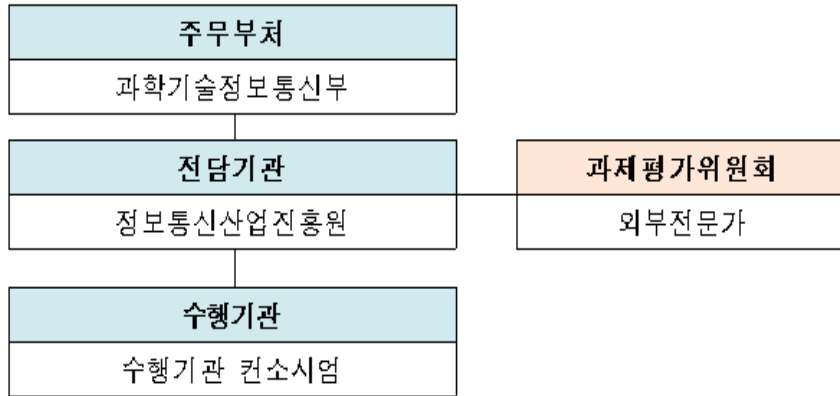 주무부처
과학기술정보통신부
전담기관
정보통신산업진흥원
과제평가위원회
외부전문가
수행기관
수행기관 컨소시엄